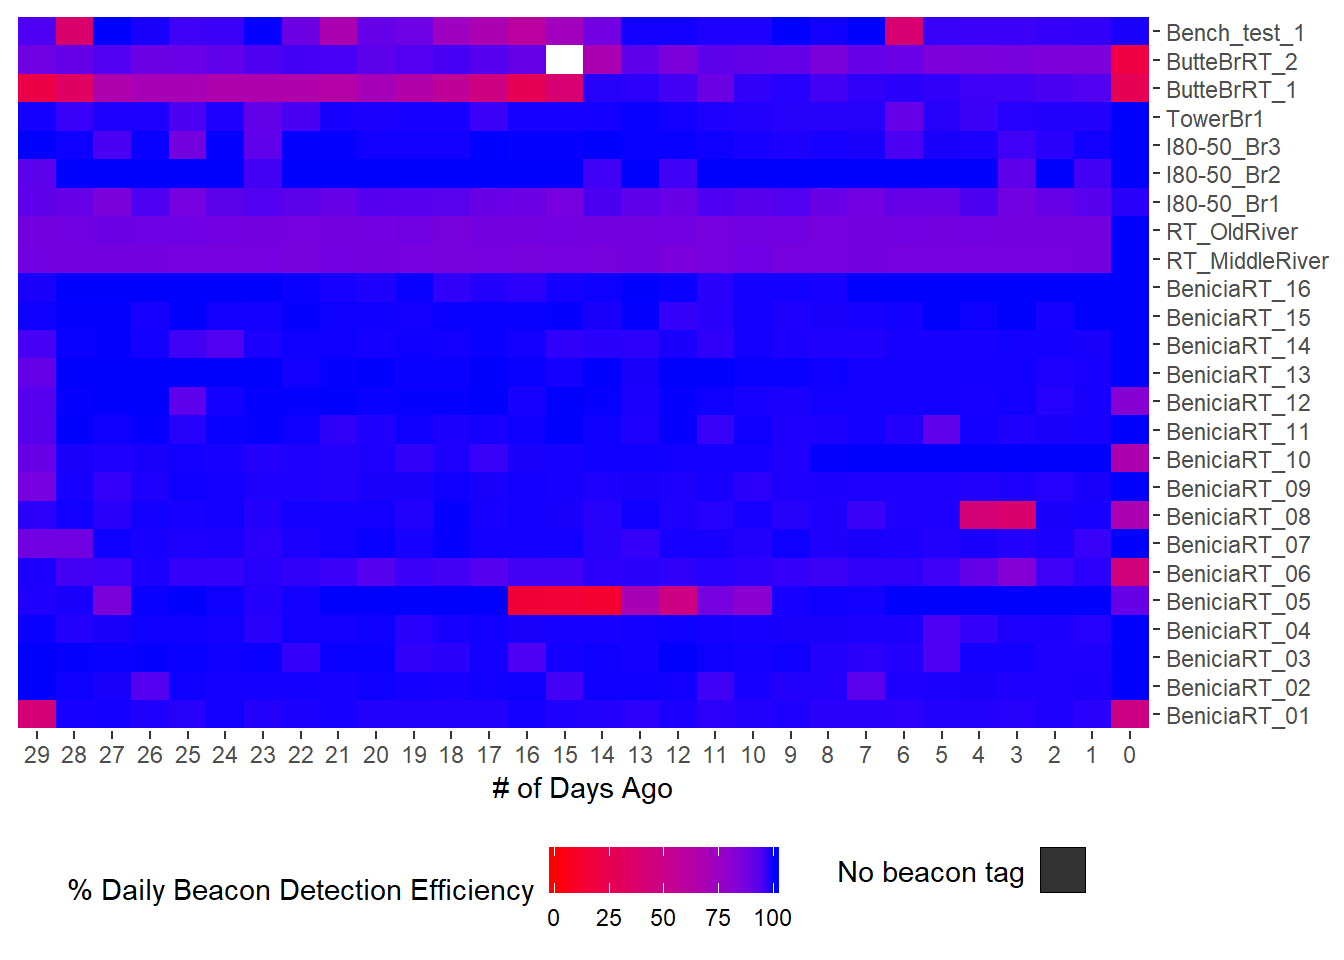 Bench_test_1
ButteBrRT_2
ButteBrRT_1
TowerBr1
I80-50_Br3
I80-50_Br2
I80-50_Br1
RT_OldRiver
RT_MiddleRiver
BeniciaRT_16
BeniciaRT_15
BeniciaRT_14
BeniciaRT_13
BeniciaRT_12
BeniciaRT_11
BeniciaRT_10
BeniciaRT_09
BeniciaRT_08
BeniciaRT_07
BeniciaRT_06
BeniciaRT_05
BeniciaRT_04
BeniciaRT_03
BeniciaRT_02
BeniciaRT_01
29 28 27 26 25 24 23 22 21 20 19 18 17 16 15 14 13 12 11 10 9 8 7 6 5 4 3 2 1 0
# of Days Ago
% Daily Beacon Detection Efficiency
0 25 50 75 100
No beacon tag